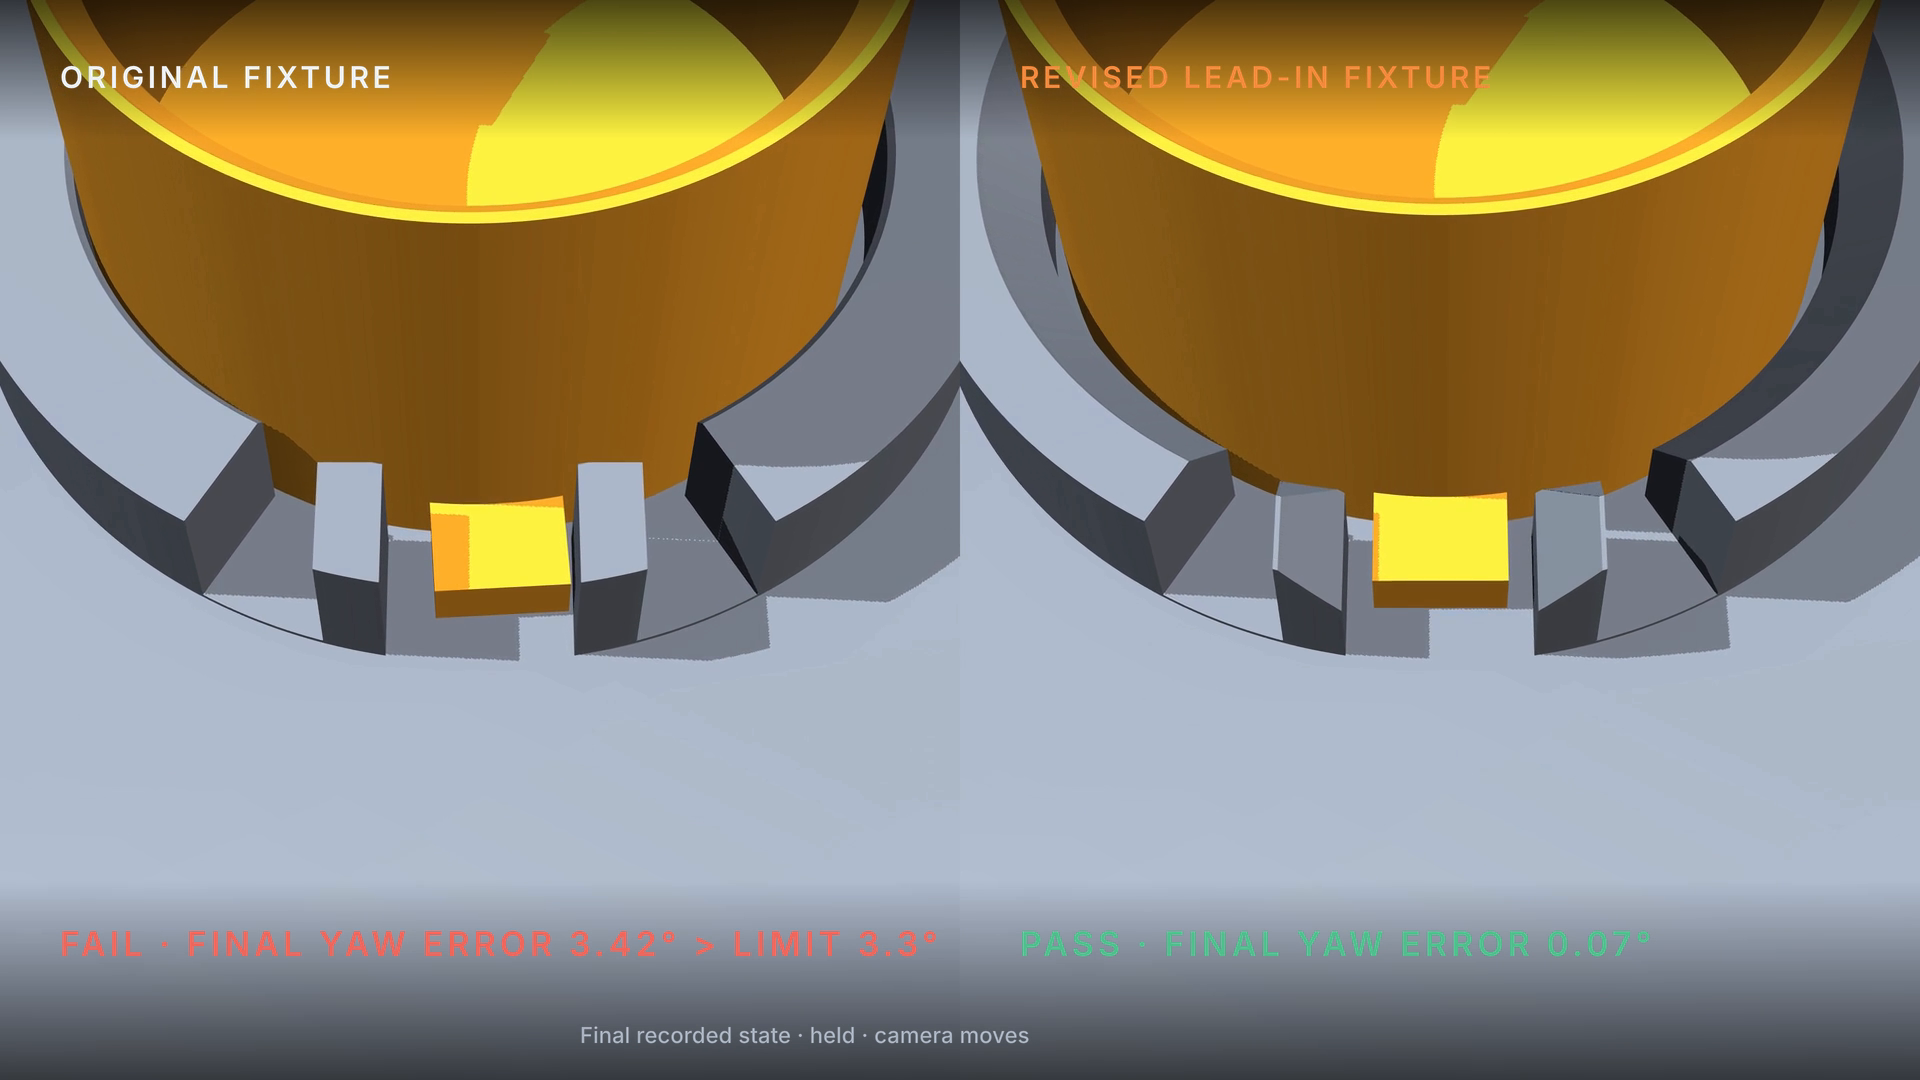 ORIGINAL FIXTURE
REVISED LEAD-IN FIXTURE
FAIL · FINAL YAW ERROR 3.42° > LIMIT 3.3°
PASS · FINAL YAW ERROR 0.07°
Final recorded state · held · camera moves